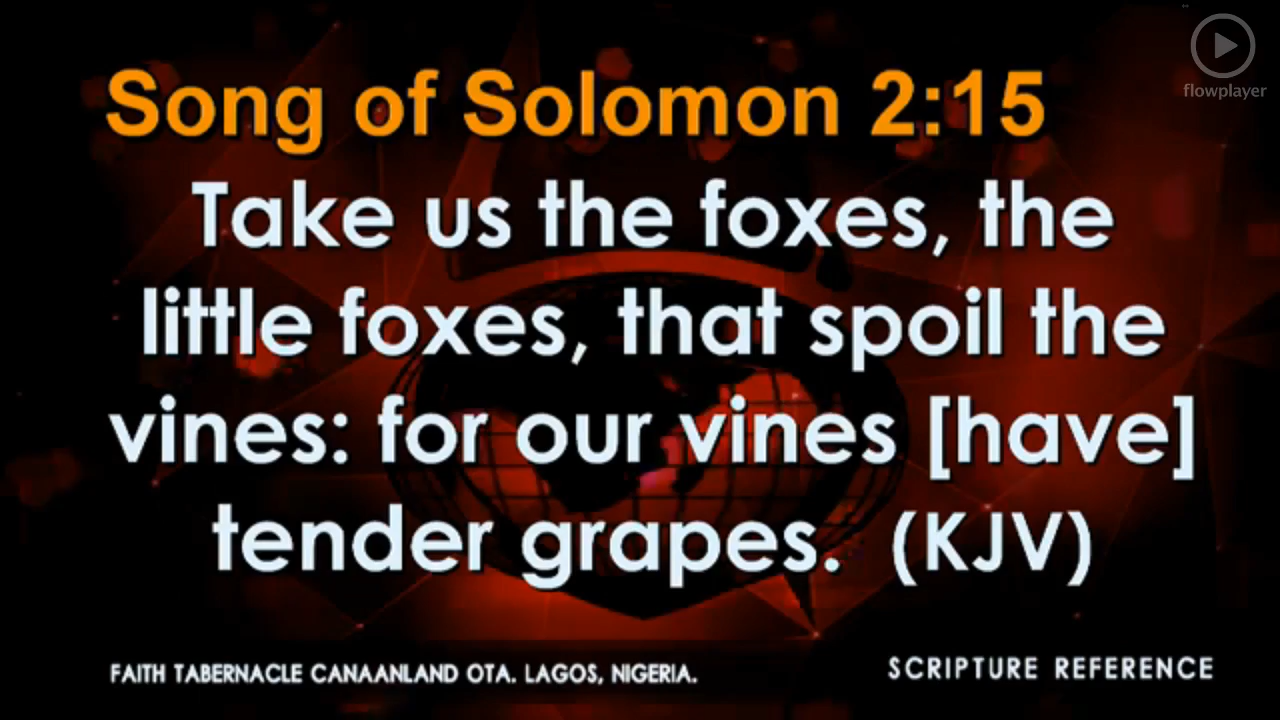 flowplayer
Song of Solomon 2:15
Take us the foxes, the
little foxes, that spoil the
vines: for our vines [have]
tender grapes. (KJV)
FAITH TABERNACLE CANAANLAND OTA. LAGOS, NIGERIA.
SCRIPTURE REFERENCE